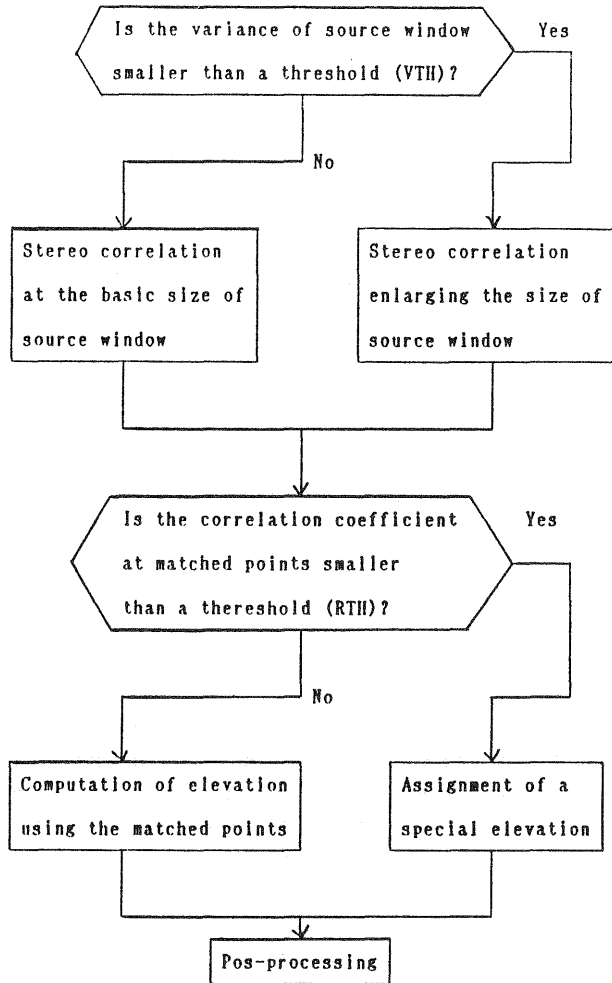 Is the variance of source window
smaller than a threshold (VTH)?
Yes
No
Stereo correlation
at the basic size of
source window
Stereo correlation
enlarging the size of
source window
Is the correlation coefficient
at matched points smaller
than a thereshold (RTH)?
Yes
No
Computation of elevation
using the matched points
Assignment of a
special elevation
Pos-processing